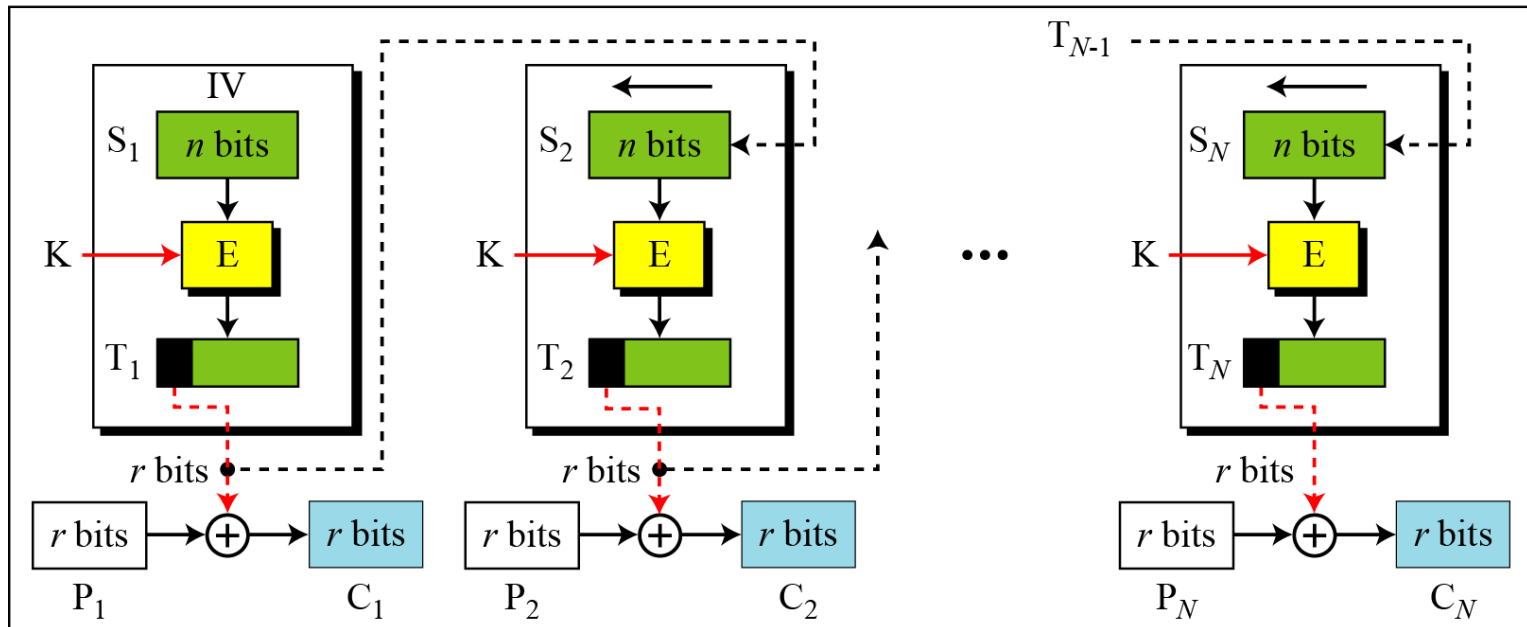 T_{N-1}
IV
S_1 n bits
S_2 n bits
S_N n bits
K E
K E
K E
T_1
T_2
T_N
r bits
r bits
r bits
r bits r bits
r bits r bits
r bits r bits
P_1 C_1
P_2 C_2
P_N C_N